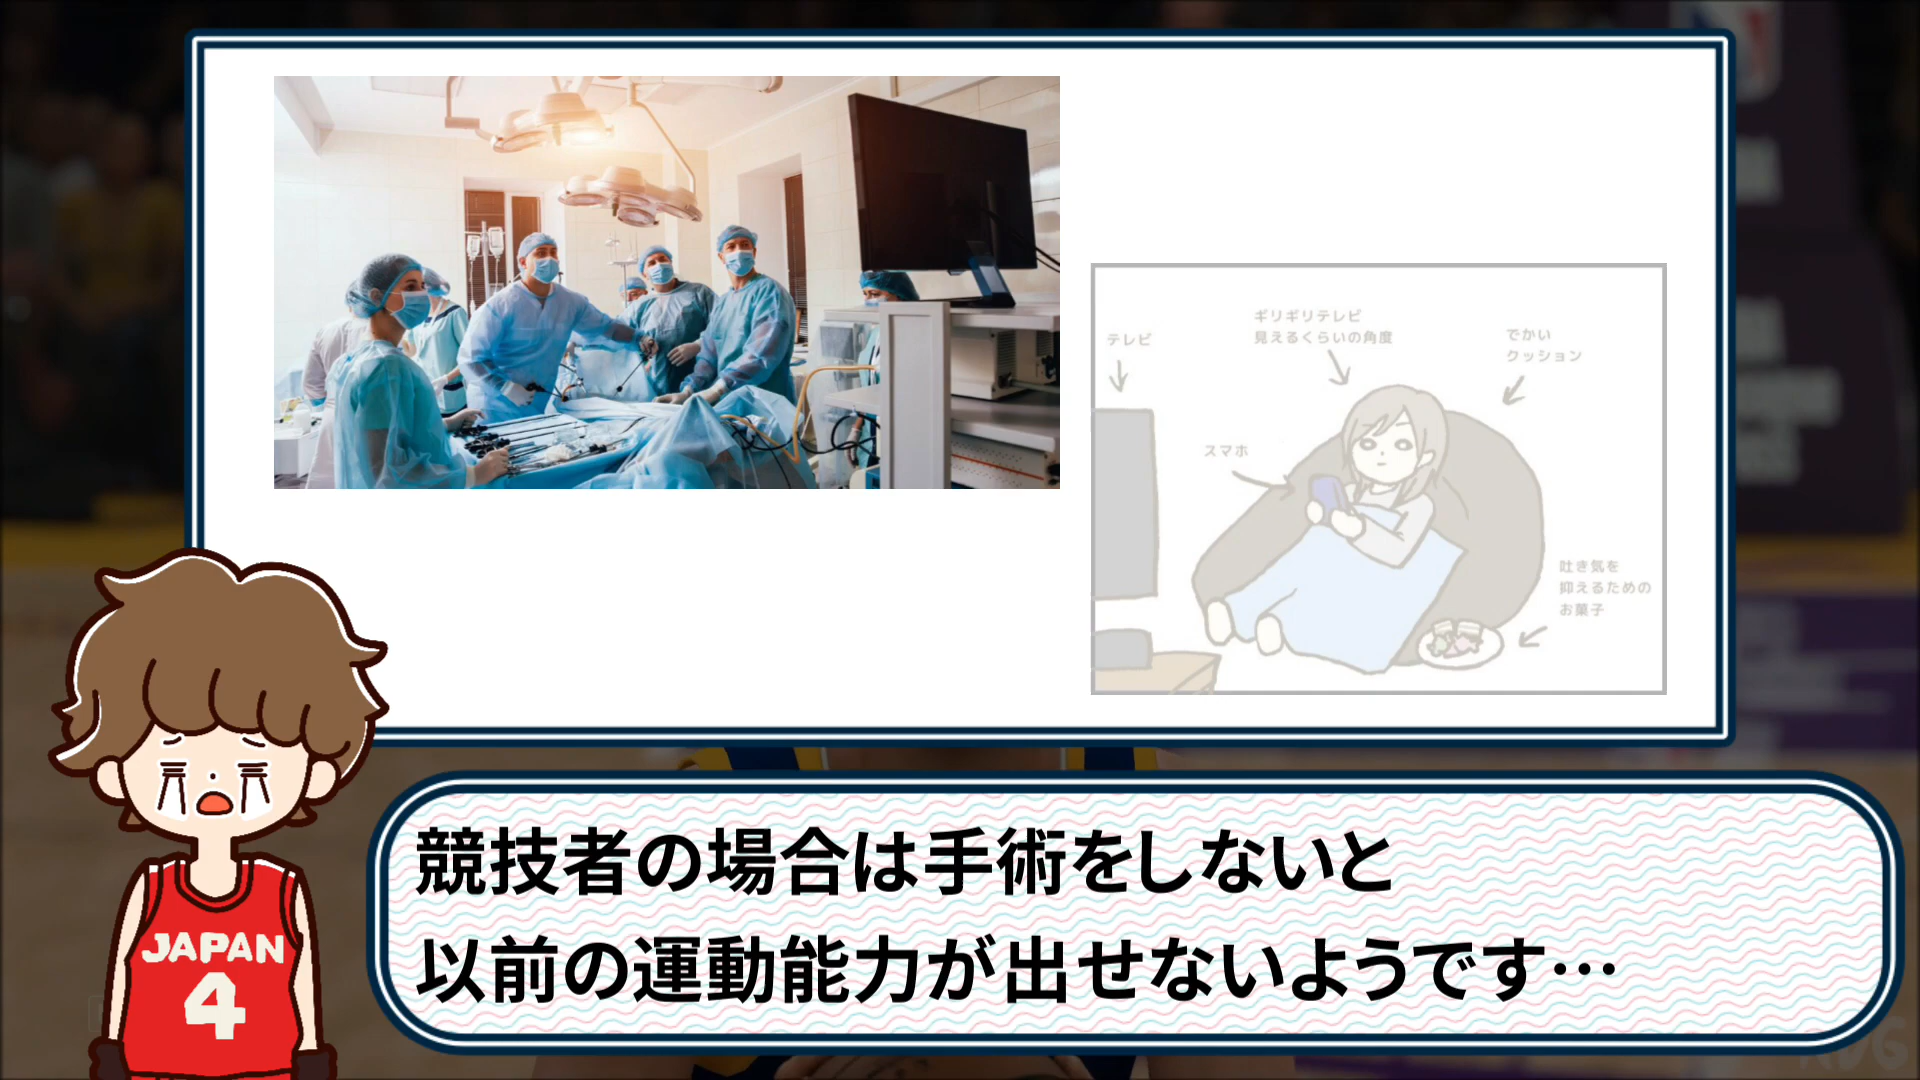 テレビ
ギリギリテレビ
見えるくらいの角度
でかい
クッション
スマホ
吐き気を
抑えるための
お菓子
JAPAN
4
競技者の場合は手術をしないと
以前の運動能力が出せないようです…